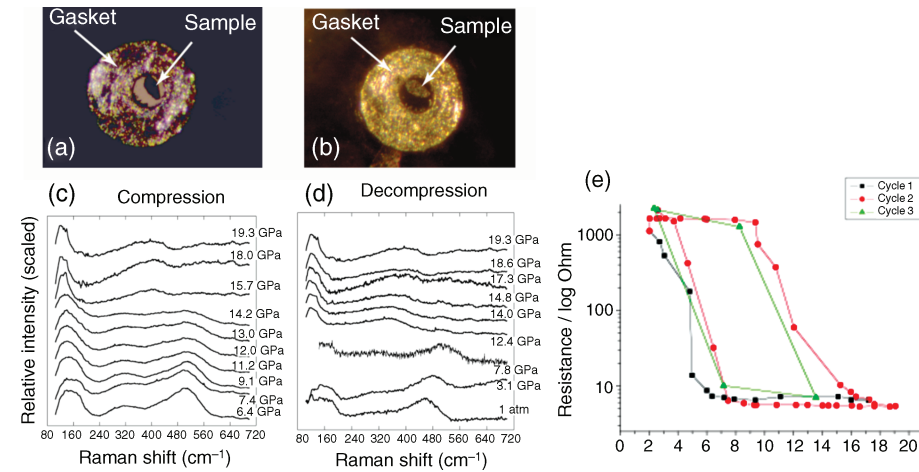 Gasket
Sample
(a)
Gasket
Sample
(b)
(c)
Compression
Relative intensity (scaled)
19.3 GPa
18.0 GPa
15.7 GPa
14.2 GPa
13.0 GPa
12.0 GPa
11.2 GPa
9.1 GPa
7.4 GPa
6.4 GPa
80 160 240 320 400 480 560 640 720
Raman shift (cm⁻¹)
(d)
Decompression
19.3 GPa
18.6 GPa
17.3 GPa
14.8 GPa
14.0 GPa
12.4 GPa
7.8 GPa
3.1 GPa
1 atm
80 160 240 320 400 480 560 640 720
Raman shift (cm⁻¹)
(e)
Cycle 1
Cycle 2
Cycle 3
Resistance / log Ohm
1000
100
10
0 2 4 6 8 10 12 14 16 18 20